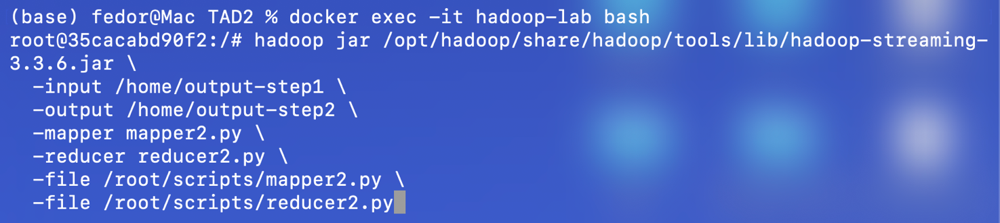 (base) fedor@Mac TAD2 % docker exec -it hadoop-lab bash
root@35cacabd90f2:/# hadoop jar /opt/hadoop/share/hadoop/tools/lib/hadoop-streaming-
3.3.6.jar \
  -input /home/output-step1 \
  -output /home/output-step2 \
  -mapper mapper2.py \
  -reducer reducer2.py \
  -file /root/scripts/mapper2.py \
  -file /root/scripts/reducer2.py